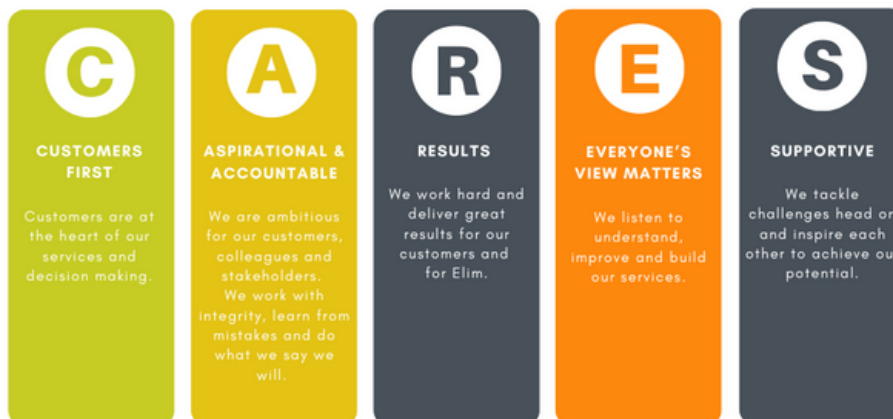 C
CUSTOMERS
FIRST
Customers are at
the heart of our
services and
decision making.
A
ASPIRATIONAL &
ACCOUNTABLE
We are ambitious
for our customers,
colleagues and
stakeholders.
We work with
integrity, learn from
mistakes and do
what we say we
will.
R
RESULTS
We work hard and
deliver great
results for our
customers and
for Elim.
E
EVERYONE'S
VIEW MATTERS
We listen to
understand,
improve and build
our services.
S
SUPPORTIVE
We tackle
challenges head on
and inspire each
other to achieve ou
potential.